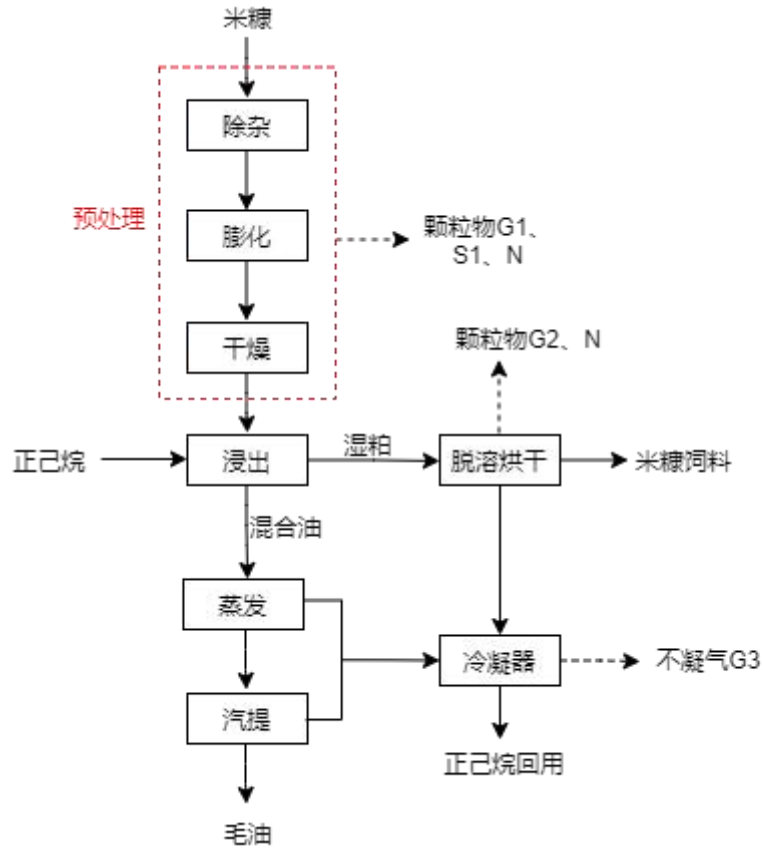 米糠
除杂
预处理
膨化
颗粒物G1、
S1、N
干燥
颗粒物G2、N
正己烷
浸出
湿粕
脱溶烘干
米糠饲料
混合油
蒸发
冷凝器
不凝气G3
汽提
正己烷回用
毛油